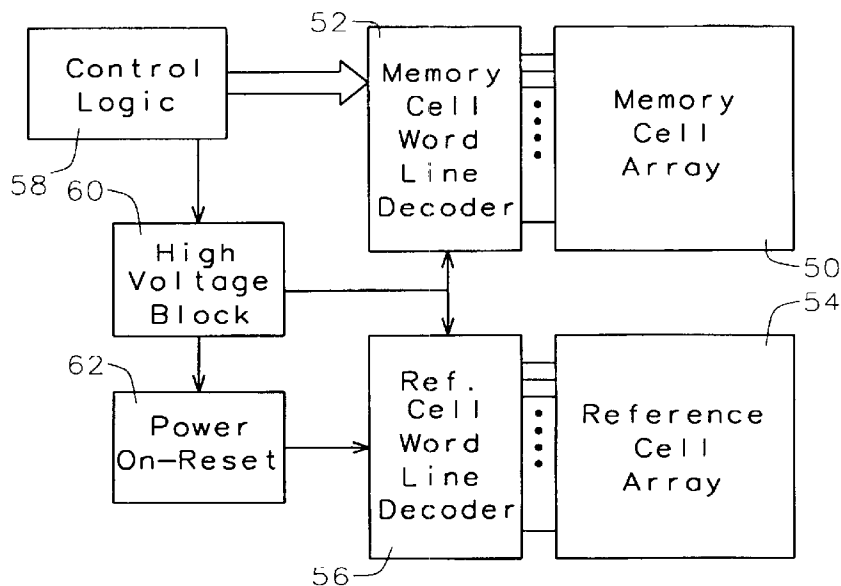 52
Control
Logic
58
Memory
Cell
Word
Line
Decoder
Memory
Cell
Array
50
60
High
Voltage
Block
54
62
Power
On-Reset
Ref.
Cell
Word
Line
Decoder
56
Reference
Cell
Array